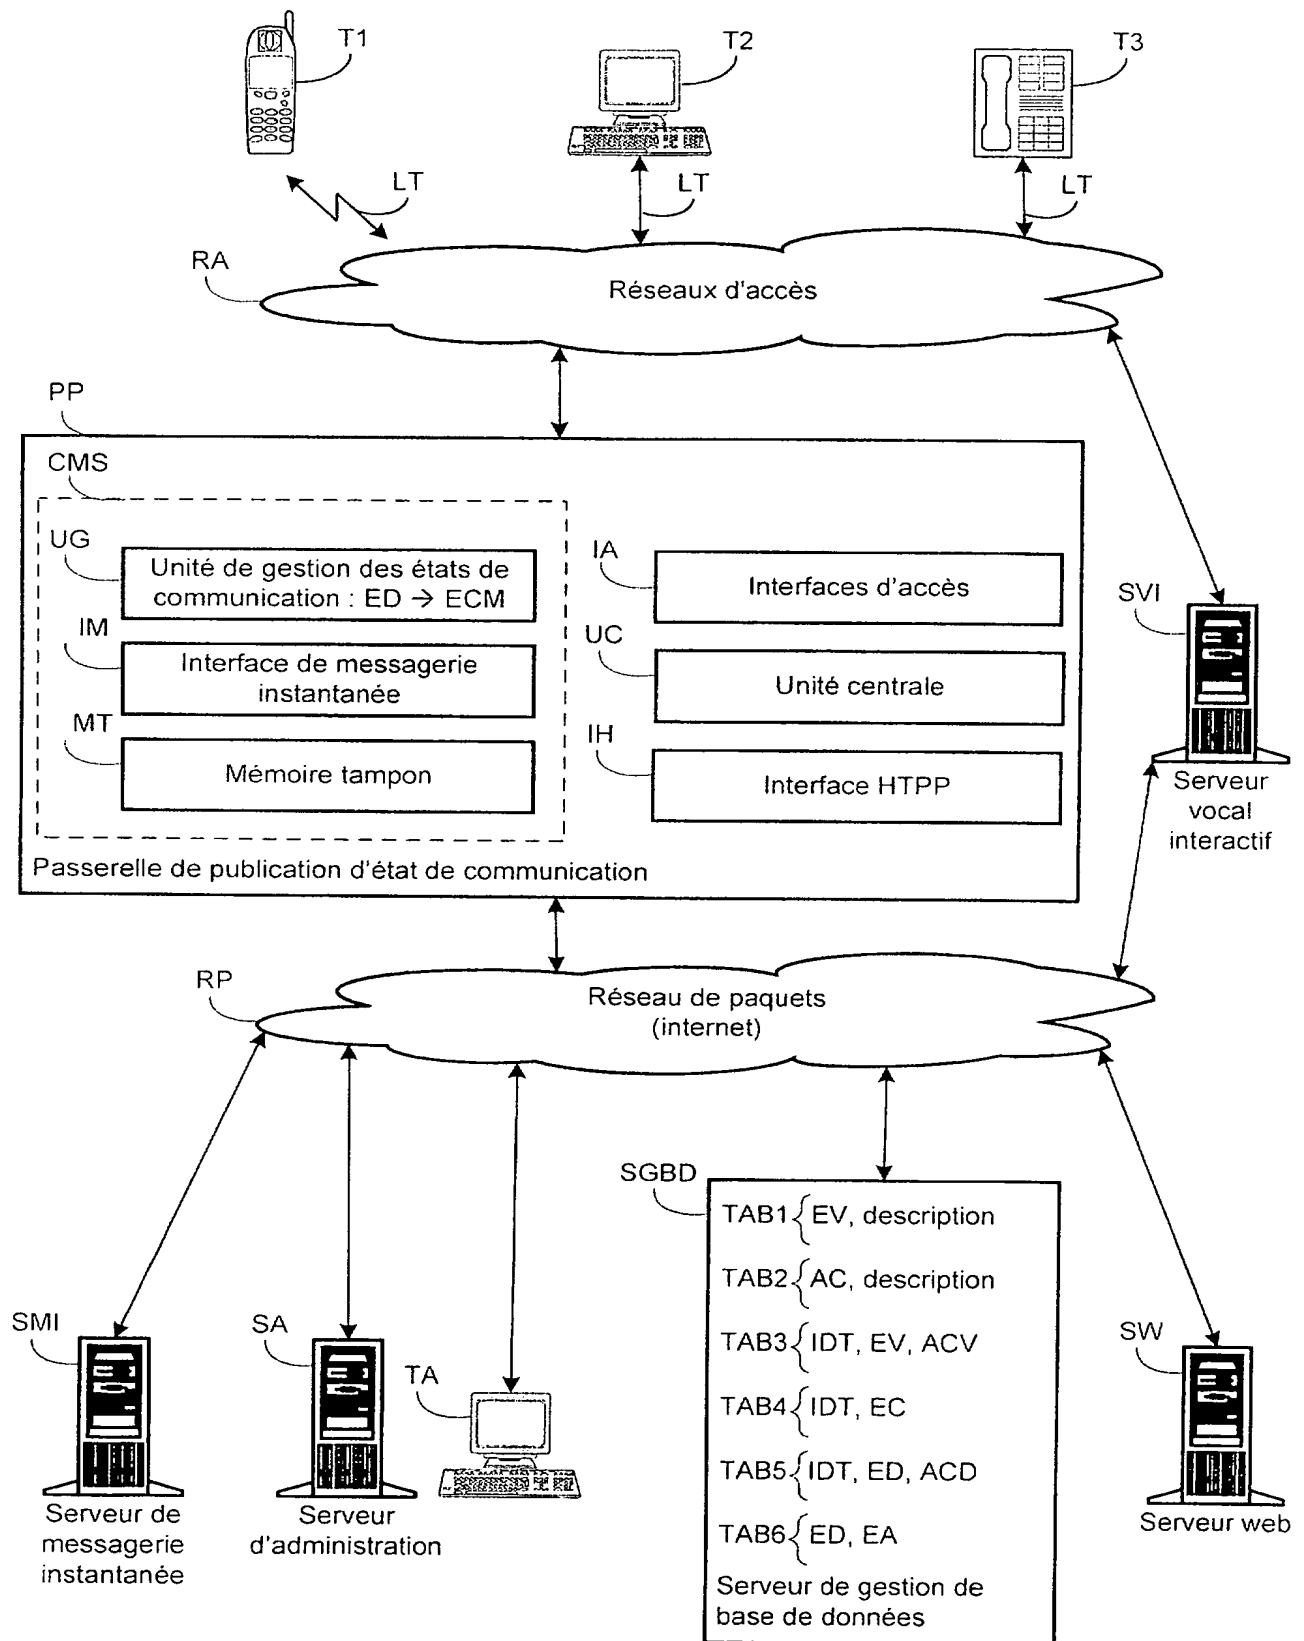 T1
T2
T3
LT
LT
LT
RA
Réseaux d'accès
PP
CMS
UG
Unité de gestion des états de
communication : ED → ECM
IM
Interface de messagerie
instantanée
MT
Mémoire tampon
IA
Interfaces d'accès
UC
Unité centrale
IH
Interface HTPP
Passerelle de publication d'état de communication
SVI
Serveur
vocal
interactif
RP
Réseau de paquets
(internet)
SGBD
TAB1 { EV, description
TAB2 { AC, description
TAB3 { IDT, EV, ACV
TAB4 { IDT, EC
TAB5 { IDT, ED, ACD
TAB6 { ED, EA
Serveur de gestion de
base de données
SMI
Serveur de
messagerie
instantanée
SA
Serveur
d'administration
TA
SW
Serveur web